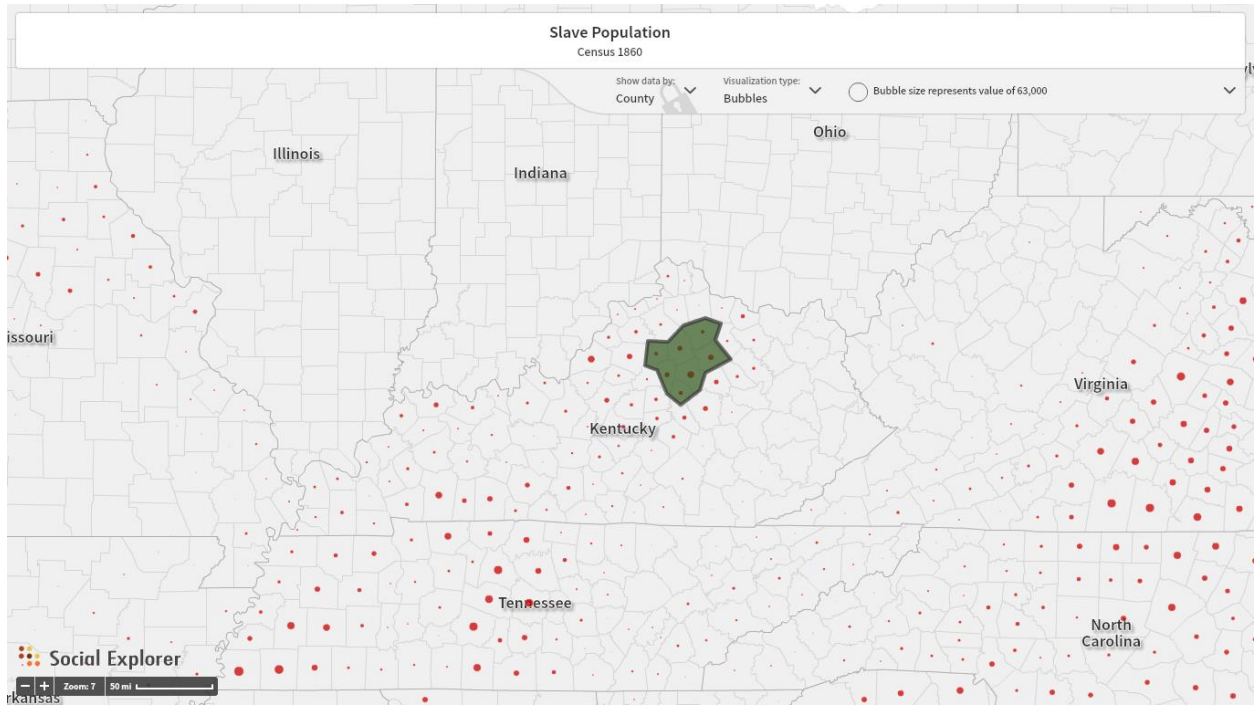 Slave Population
Census 1860
Show data by:
County
Visualization type:
Bubbles
Bubble size represents value of 63,000
Ohio
Illinois
Indiana
issouri
Virginia
Kentucky
Tennessee
North
Carolina
Social Explorer
− + Zoom: 7 50 mi
rkansas